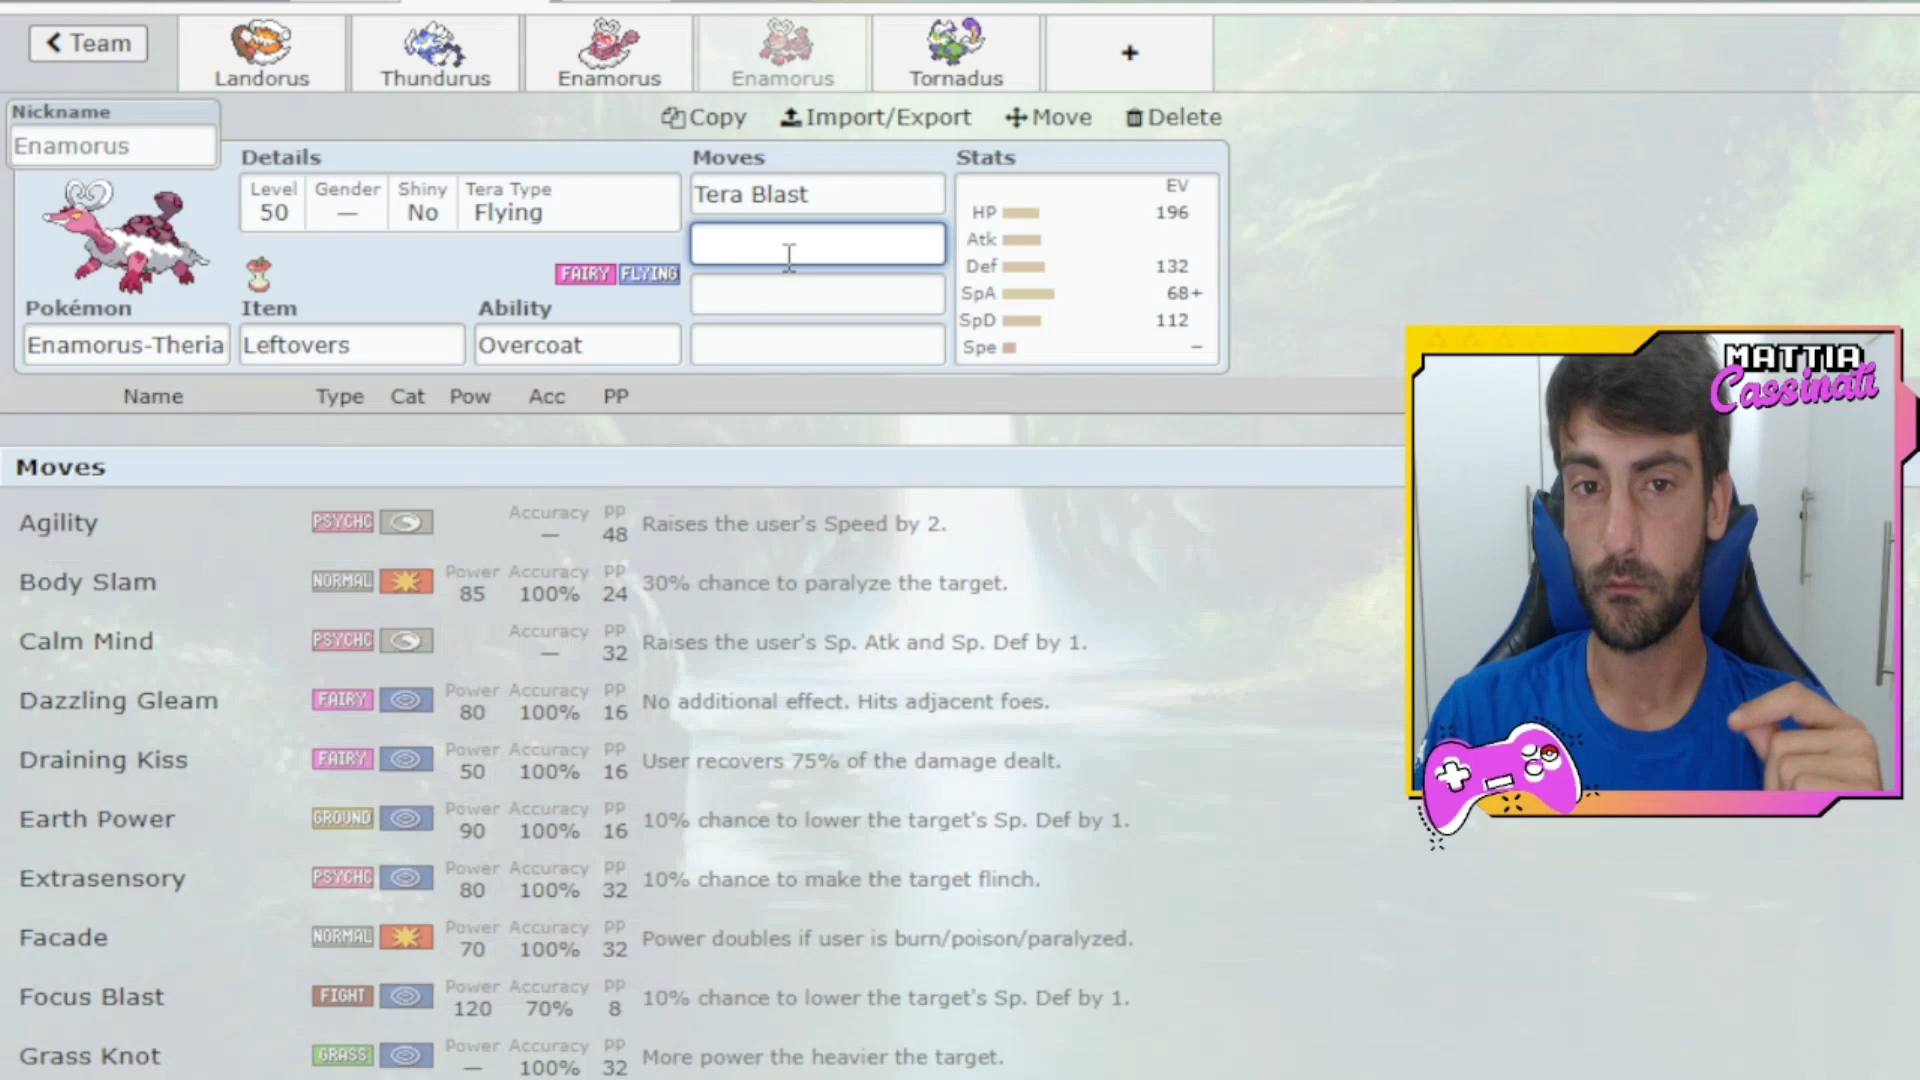 Team
Landorus
Thundurus
Enamorus
Enamorus
Tornadus
+
Nickname
Enamorus
Copy
Import/Export
Move
Delete
Details
Moves
Stats
Level
50
Gender
—
Shiny
No
Tera Type
Flying
Tera Blast
EV
HP 196
Atk
Def 132
SpA 68+
SpD 112
Spe –
FAIRY FLYING
Pokémon
Enamorus-Theria
Item
Leftovers
Ability
Overcoat
Name Type Cat Pow Acc PP
MATTIA
Cassinati
Moves
Agility PSYCHC Accuracy — PP 48 Raises the user's Speed by 2.
Body Slam NORMAL Power 85 Accuracy 100% PP 24 30% chance to paralyze the target.
Calm Mind PSYCHC Accuracy — PP 32 Raises the user's Sp. Atk and Sp. Def by 1.
Dazzling Gleam FAIRY Power 80 Accuracy 100% PP 16 No additional effect. Hits adjacent foes.
Draining Kiss FAIRY Power 50 Accuracy 100% PP 16 User recovers 75% of the damage dealt.
Earth Power GROUND Power 90 Accuracy 100% PP 16 10% chance to lower the target's Sp. Def by 1.
Extrasensory PSYCHC Power 80 Accuracy 100% PP 32 10% chance to make the target flinch.
Facade NORMAL Power 70 Accuracy 100% PP 32 Power doubles if user is burn/poison/paralyzed.
Focus Blast FIGHT Power 120 Accuracy 70% PP 8 10% chance to lower the target's Sp. Def by 1.
Grass Knot GRASS Power — Accuracy 100% PP 32 More power the heavier the target.